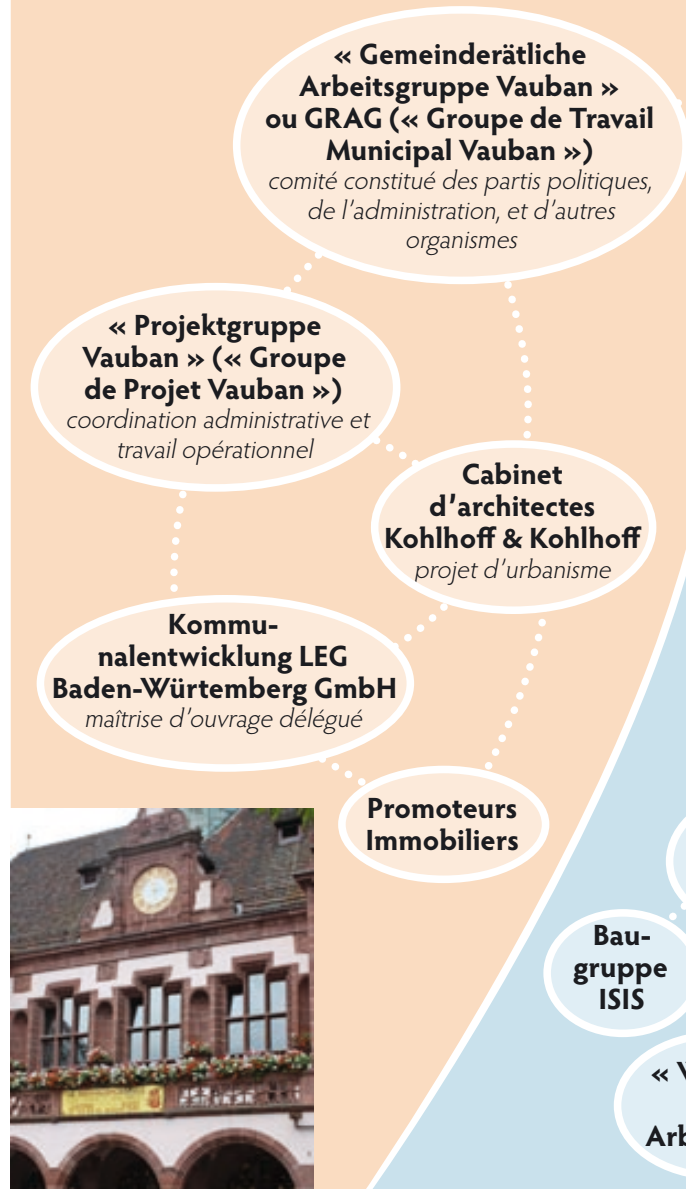 « Gemeinderätliche
Arbeitsgruppe Vauban »
ou GRAG (« Groupe de Travail
Municipal Vauban »)
comité constitué des partis politiques,
de l'administration, et d'autres
organismes
« Projektgruppe
Vauban » (« Groupe
de Projet Vauban »)
coordination administrative et
travail opérationnel
Cabinet
d'architectes
Kohlhoff & Kohlhoff
projet d'urbanisme
Kommu-
nalentwicklung LEG
Baden-Würtemberg GmbH
maîtrise d'ouvrage délégué
Promoteurs
Immobiliers
Bau-
gruppe
ISIS
« V
Arb